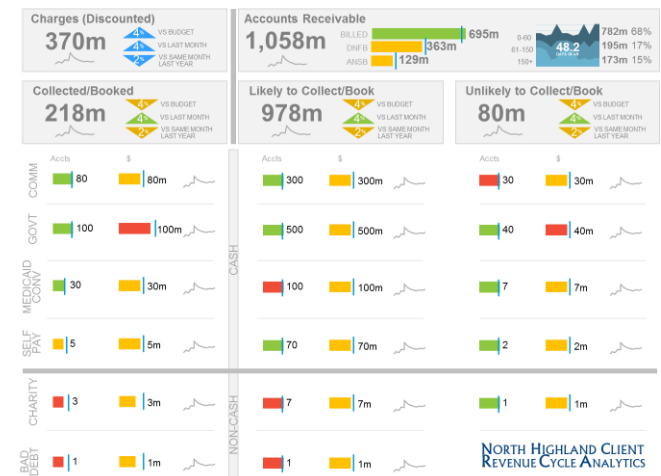 Charges (Discounted)
370m
4% VS BUDGET
4% VS LAST MONTH
2% VS SAME MONTH LAST YEAR
Accounts Receivable
1,058m
BILLED 695m
DNFB 363m
ANSB 129m
0-60 782m 68%
61-150 195m 17%
150+ 173m 15%
48.2
DAYS IN AR
Collected/Booked
218m
4% VS BUDGET
4% VS LAST MONTH
2% VS SAME MONTH LAST YEAR
Likely to Collect/Book
978m
4% VS BUDGET
4% VS LAST MONTH
2% VS SAME MONTH LAST YEAR
Unlikely to Collect/Book
80m
4% VS BUDGET
4% VS LAST MONTH
2% VS SAME MONTH LAST YEAR
Accts $ Accts $ Accts $
CASH
COMM 80 80m 300 300m 30 30m
GOVT 100 100m 500 500m 40 40m
MEDICAID CONV 30 30m 100 100m 7 7m
SELF PAY 5 5m 70 70m 2 2m
NON-CASH
CHARITY 3 3m 7 7m 1 1m
BAD DEBT 1 1m 1 1m
NORTH HIGHLAND CLIENT
REVENUE CYCLE ANALYTICS